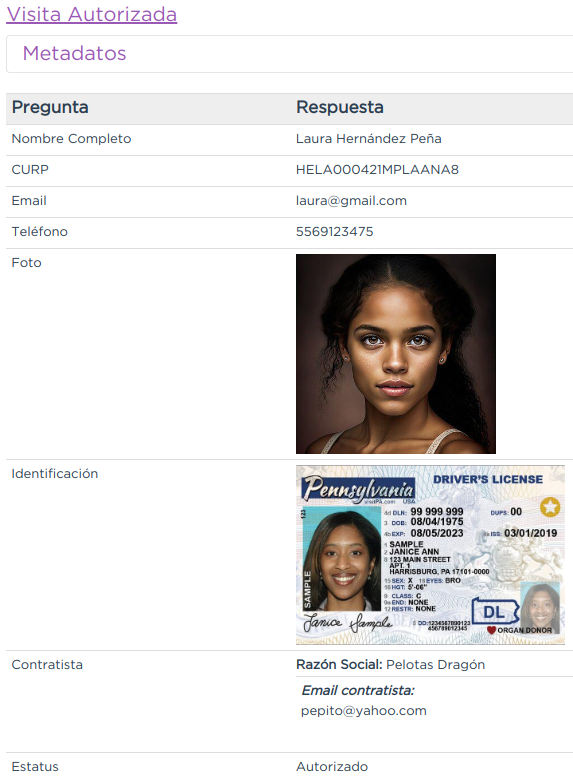 Visita Autorizada
Metadatos
Pregunta Respuesta
Nombre Completo Laura Hernández Peña
CURP HELA000421MPLAANA8
Email laura@gmail.com
Teléfono 5569123475
Foto
Identificación
Pennsylvania
visitPA.com USA
DRIVER'S LICENSE
123
4d DLN: 99 999 999 DUPS: 00
3 DOB: 08/04/1975
4b EXP: 08/05/2023 4a ISS: 03/01/2019
1 SAMPLE
2 JANICE ANN
8 123 MAIN STREET
APT. 1
HARRISBURG, PA 17101-0000
15 SEX: X 18 EYES: BRO
16 HGT: 5'-06"
9 CLASS: C
9a END: NONE
12 RESTR: NONE
SAMPLE
Janice Sample
5 DD:1234567890123
456789012345
DL
ORGAN DONOR
Contratista Razón Social: Pelotas Dragón
Email contratista:
pepito@yahoo.com
Estatus Autorizado